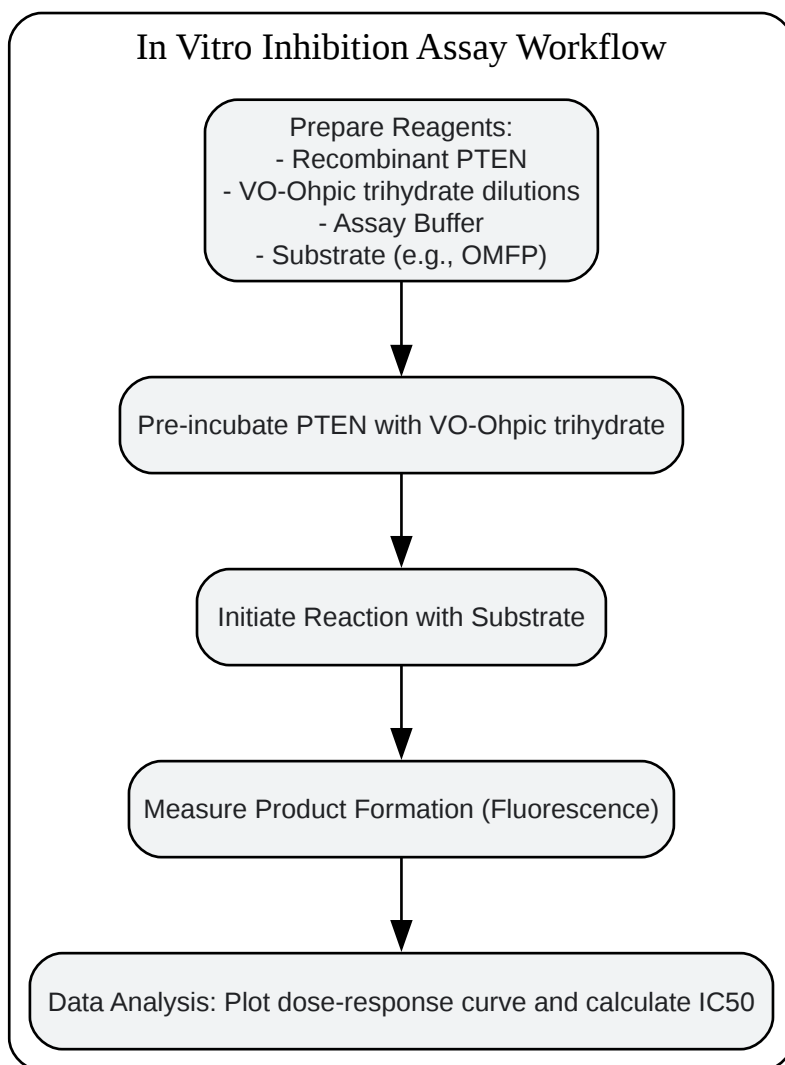 In Vitro Inhibition Assay Workflow
Prepare Reagents:
- Recombinant PTEN
- VO-Ohpic trihydrate dilutions
- Assay Buffer
- Substrate (e.g., OMFP)
Pre-incubate PTEN with VO-Ohpic trihydrate
Initiate Reaction with Substrate
Measure Product Formation (Fluorescence)
Data Analysis: Plot dose-response curve and calculate IC50